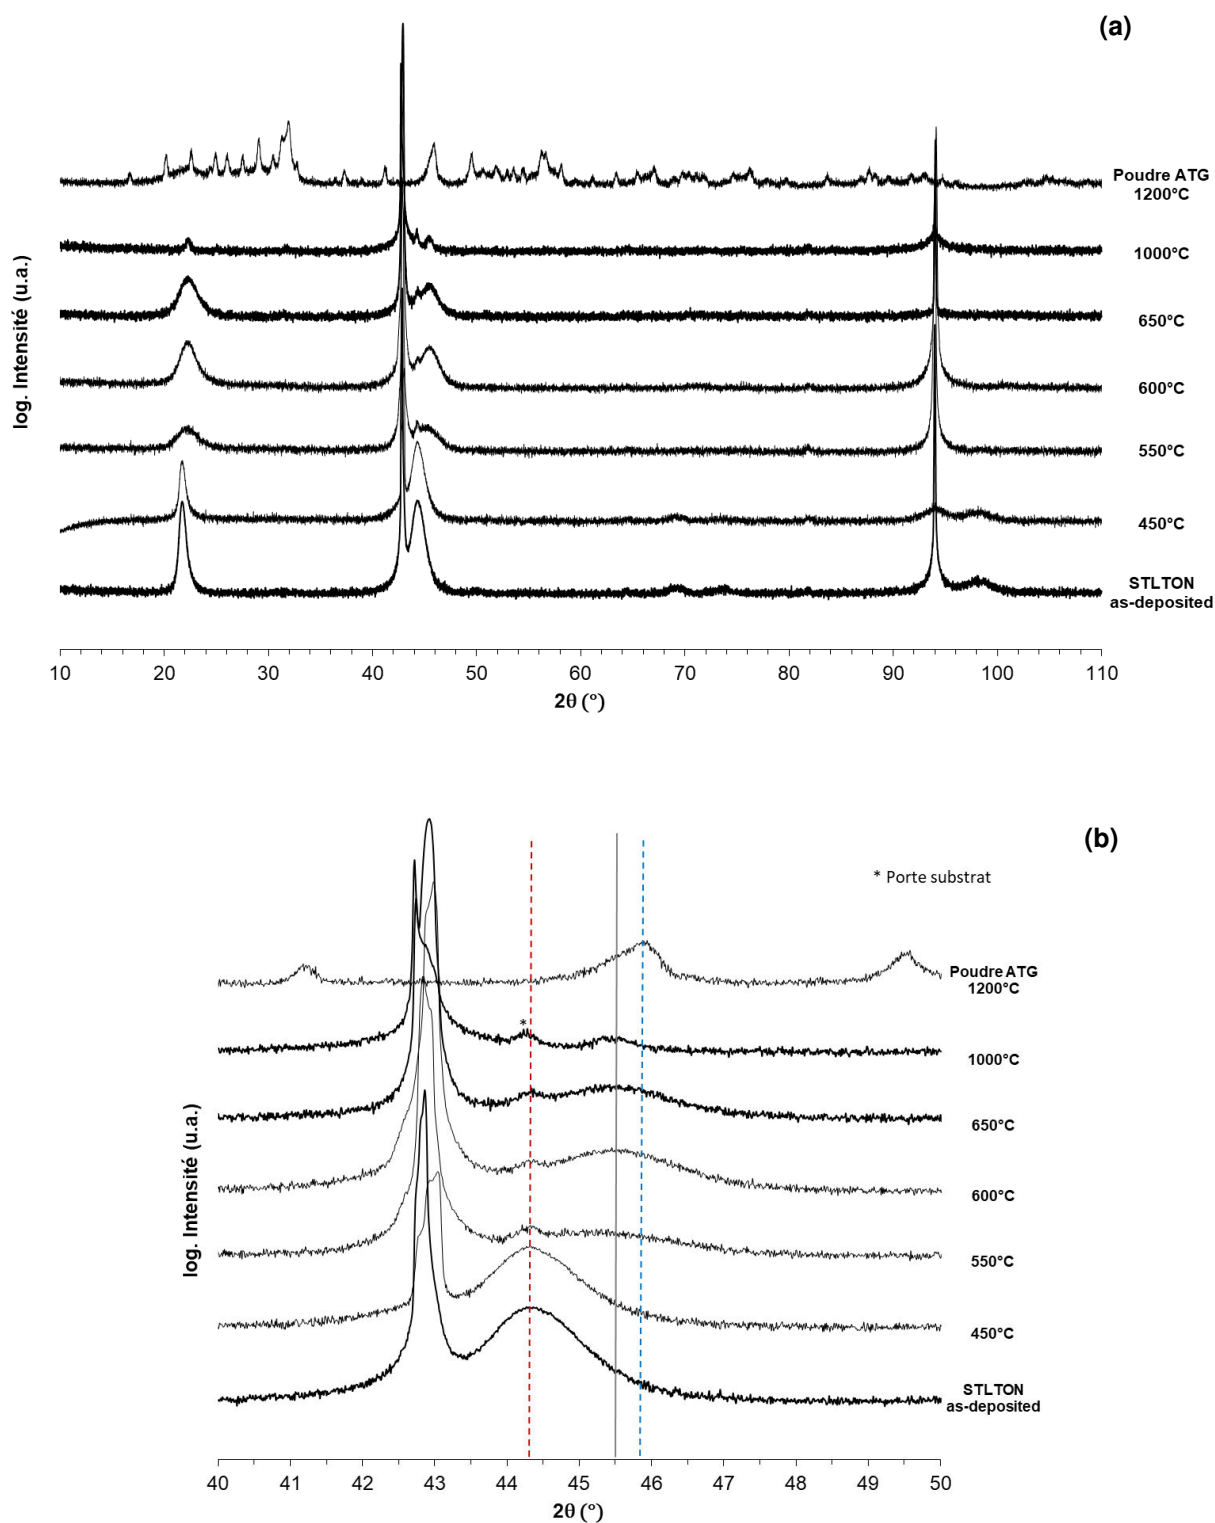 (a)
log. Intensité (u.a.)
Poudre ATG
1200°C
1000°C
650°C
600°C
550°C
450°C
STLTON
as-deposited
10 20 30 40 50 60 70 80 90 100 110
2θ (°)
(b)
* Porte substrat
log. Intensité (u.a.)
Poudre ATG
1200°C
*
1000°C
650°C
600°C
550°C
450°C
STLTON
as-deposited
40 41 42 43 44 45 46 47 48 49 50
2θ (°)